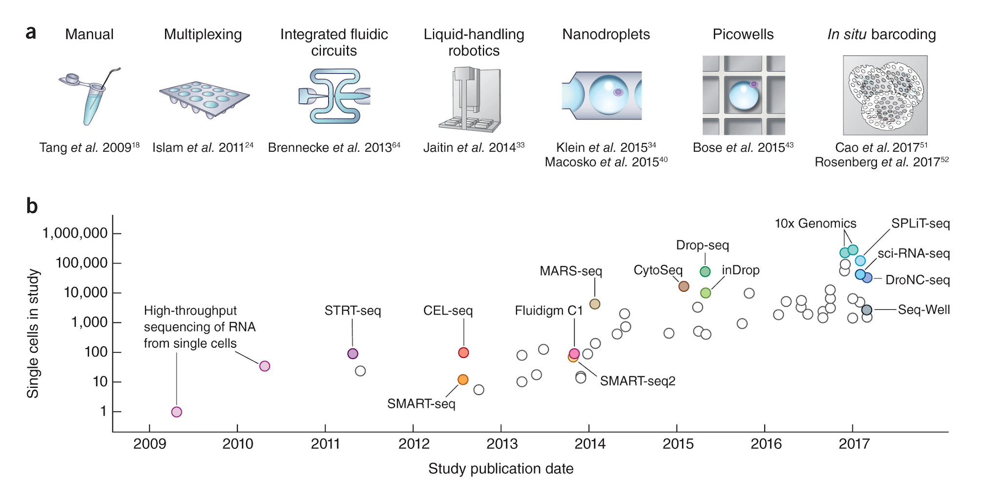 a
Manual
Multiplexing
Integrated fluidic
circuits
Liquid-handling
robotics
Nanodroplets
Picowells
In situ barcoding
Tang et al. 2009¹⁸
Islam et al. 2011²⁴
Brennecke et al. 2013⁶⁴
Jaitin et al. 2014³³
Klein et al. 2015³⁴
Macosko et al. 2015⁴⁰
Bose et al. 2015⁴³
Cao et al. 2017⁵¹
Rosenberg et al. 2017⁵²
b
Single cells in study
1,000,000
100,000
10,000
1,000
100
10
1
High-throughput
sequencing of RNA
from single cells
STRT-seq
CEL-seq
SMART-seq
Fluidigm C1
SMART-seq2
MARS-seq
CytoSeq
Drop-seq
inDrop
10x Genomics
SPLiT-seq
sci-RNA-seq
DroNC-seq
Seq-Well
2009
2010
2011
2012
2013
2014
2015
2016
2017
Study publication date